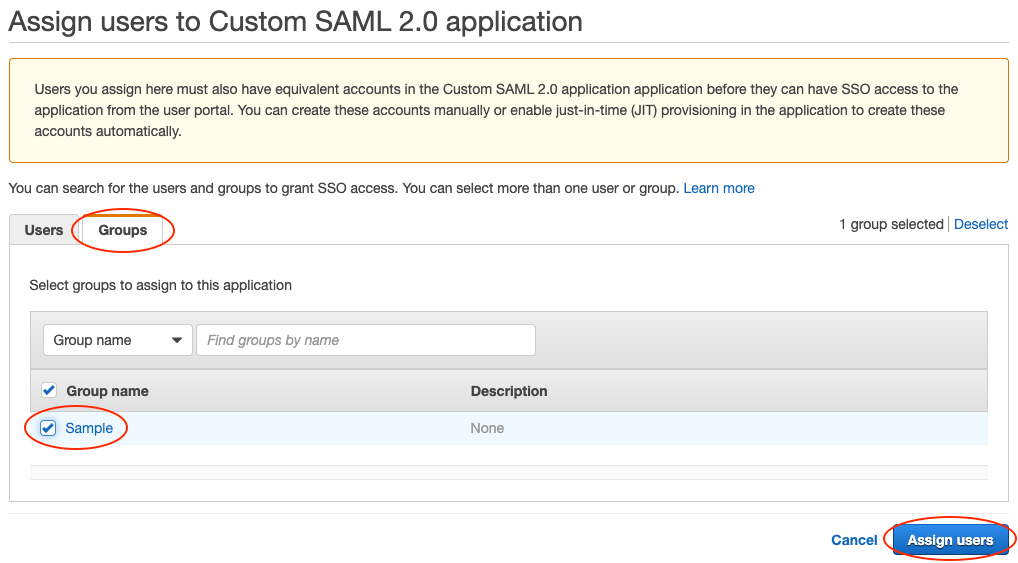 Assign users to Custom SAML 2.0 application
Users you assign here must also have equivalent accounts in the Custom SAML 2.0 application application before they can have SSO access to the
application from the user portal. You can create these accounts manually or enable just-in-time (JIT) provisioning in the application to create these
accounts automatically.
You can search for the users and groups to grant SSO access. You can select more than one user or group. Learn more
Users Groups 1 group selected Deselect
Select groups to assign to this application
Group name Find groups by name
Group name Description
Sample None
Cancel Assign users